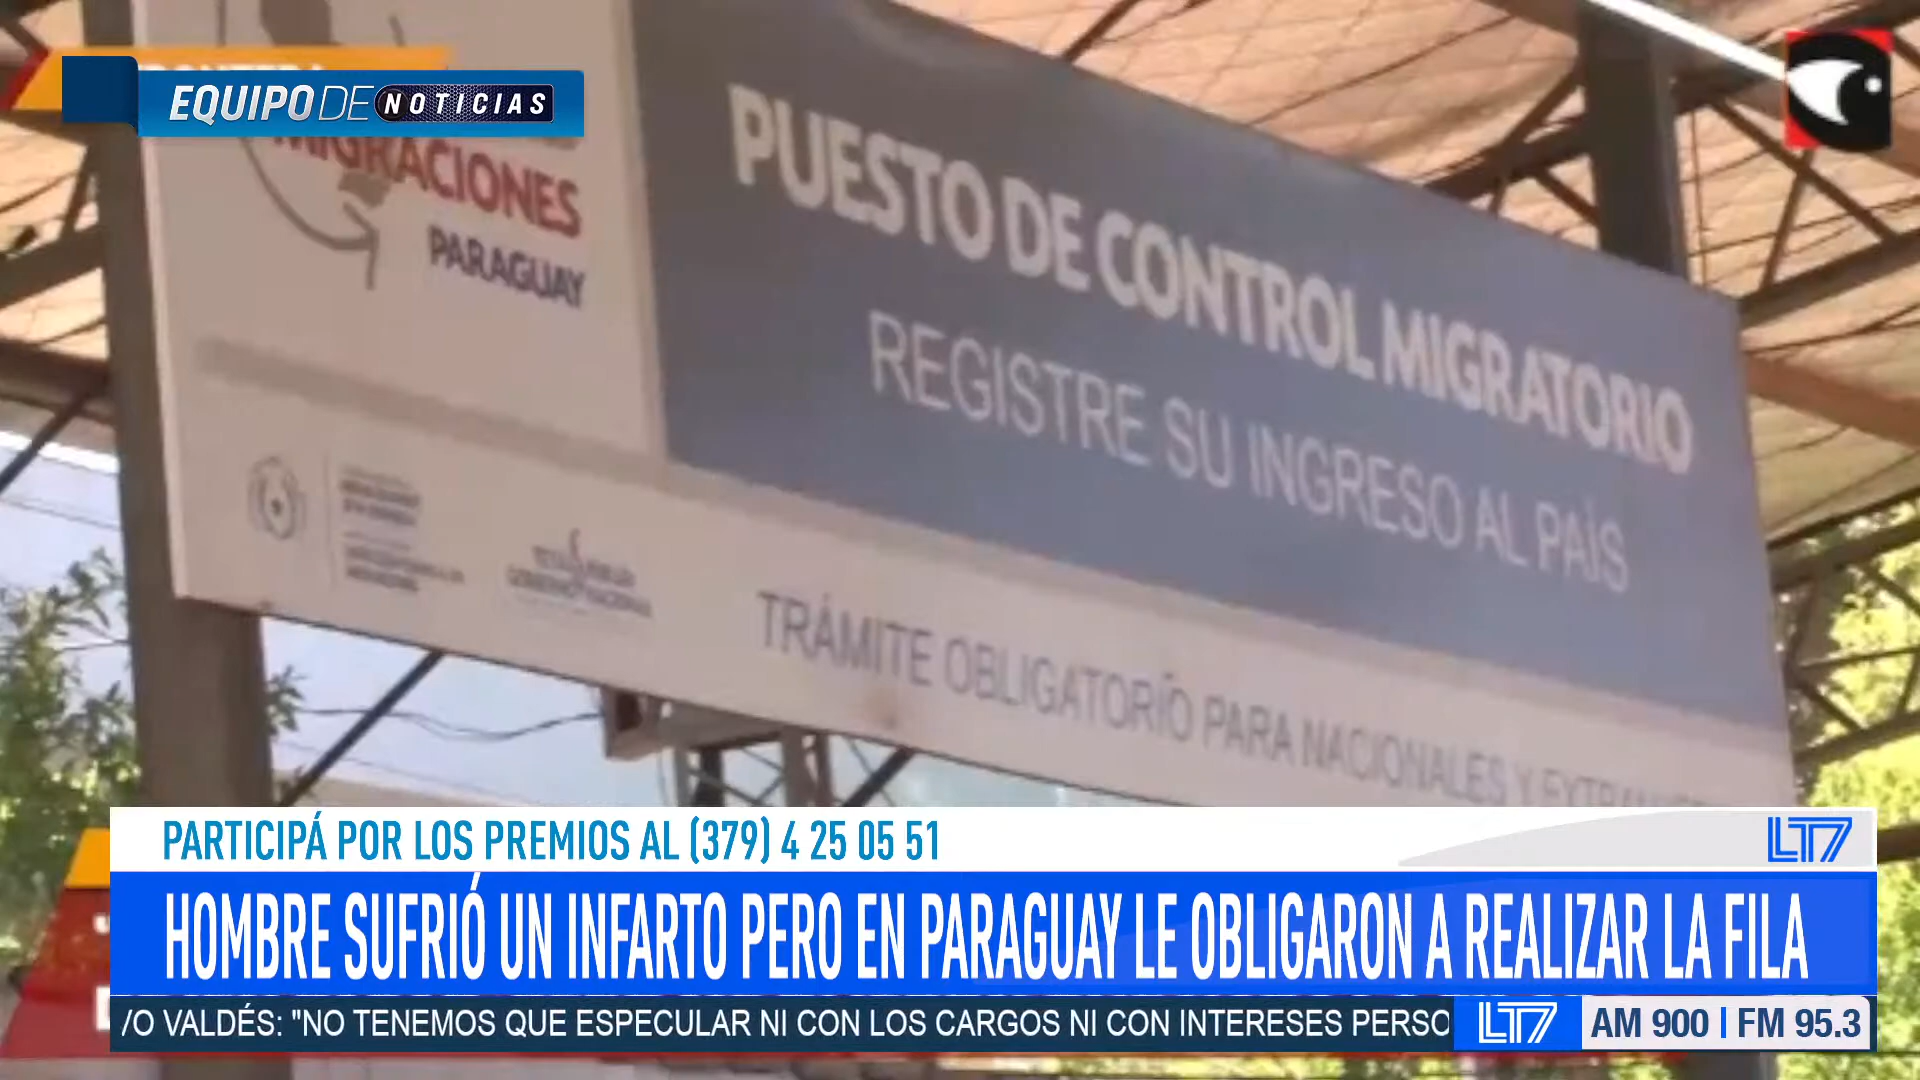 EQUIPO DE NOTICIAS
MIGRACIONES
PARAGUAY
PUESTO DE CONTROL MIGRATORIO
REGISTRE SU INGRESO AL PAÌS
TRÁMITE OBLIGATORIO PARA NACIONALES Y
PARTICIPÁ POR LOS PREMIOS AL (379) 4 25 05 51
LT7
HOMBRE SUFRIÓ UN INFARTO PERO EN PARAGUAY LE OBLIGARON A REALIZAR LA FILA
/O VALDÉS: "NO TENEMOS QUE ESPECULAR NI CON LOS CARGOS NI CON INTERESES PERSO
LT7 AM 900 | FM 95.3